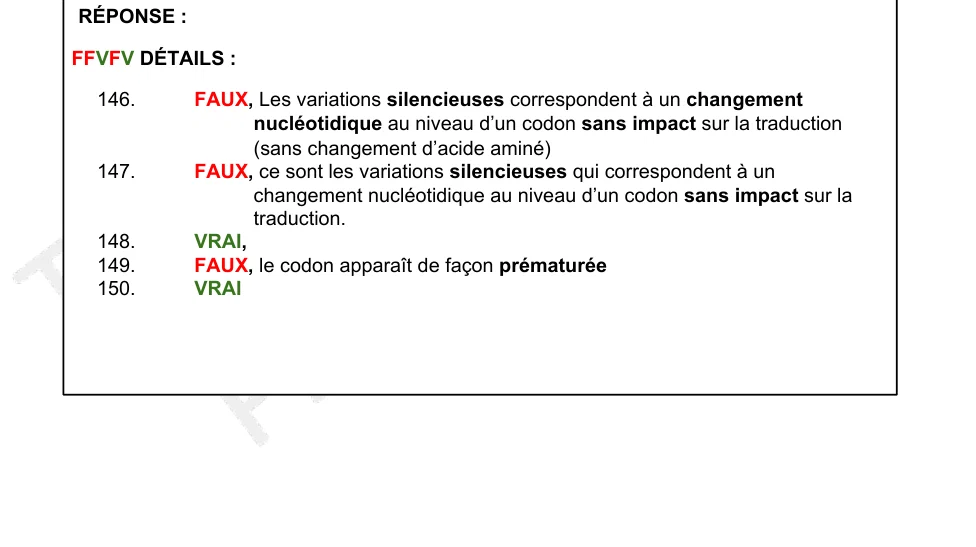 RÉPONSE :
FFVFV DÉTAILS :
146. FAUX, Les variations silencieuses correspondent à un changement
nucléotidique au niveau d’un codon sans impact sur la traduction
(sans changement d’acide aminé)
147. FAUX, ce sont les variations silencieuses qui correspondent à un
changement nucléotidique au niveau d’un codon sans impact sur la
traduction.
148. VRAI,
149. FAUX, le codon apparaît de façon prématurée
150. VRAI